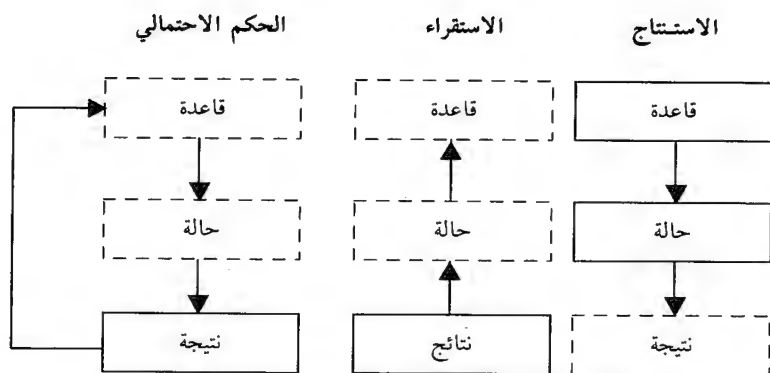 الاستنتاج الاستقراء الحكم الاحتمالي
قاعدة قاعدة قاعدة
حالة حالة حالة
نتيجة نتائج نتيجة